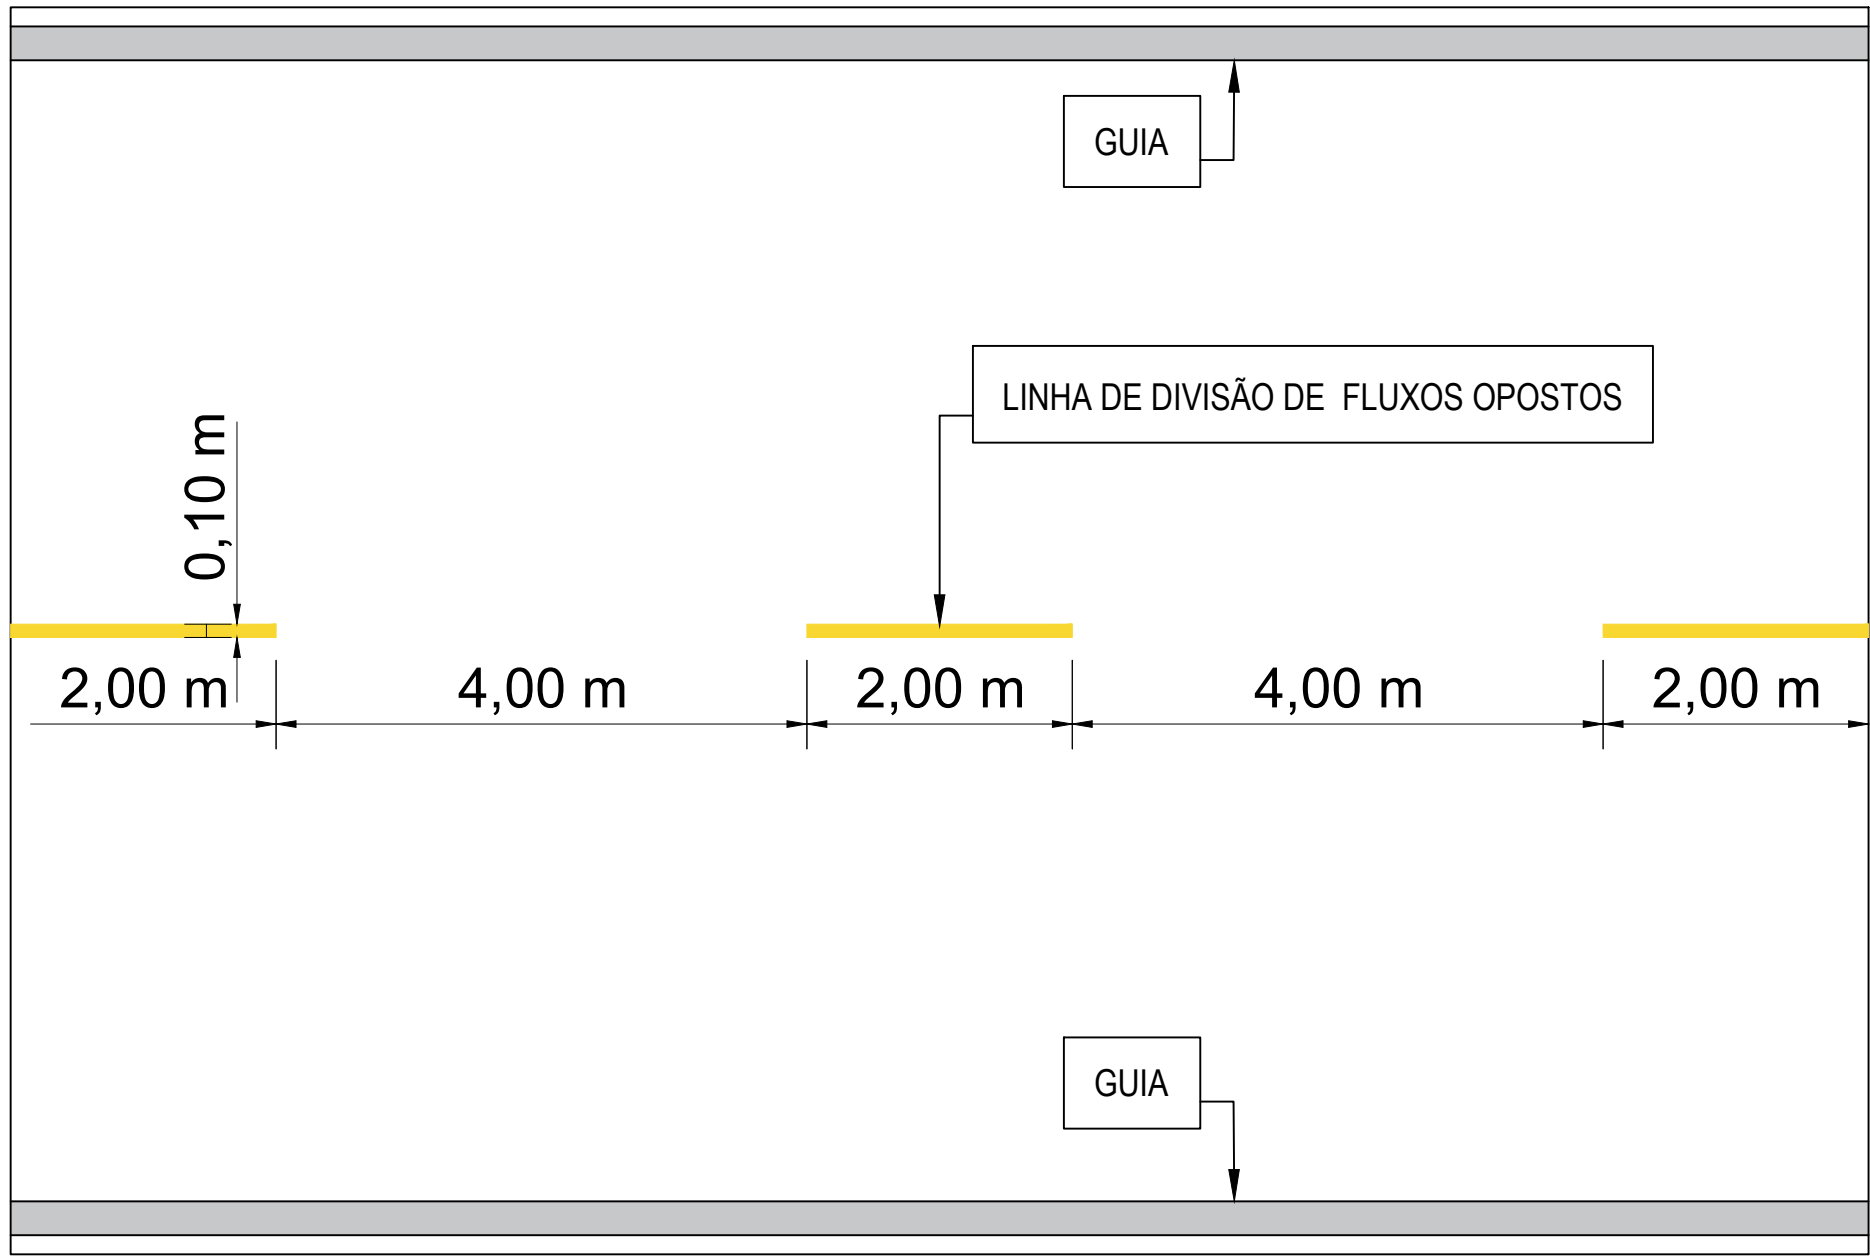 GUIA
LINHA DE DIVISÃO DE FLUXOS OPOSTOS
0,10 m
2,00 m
4,00 m
2,00 m
4,00 m
2,00 m
GUIA